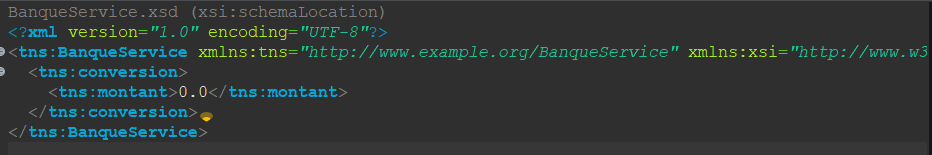 BanqueService.xsd (xsi:schemaLocation)
<?xml version="1.0" encoding="UTF-8"?>
<tns:BanqueService xmlns:tns="http://www.example.org/BanqueService" xmlns:xsi="http://www.w3
<tns:conversion>
<tns:montant>0.0</tns:montant>
</tns:conversion>
</tns:BanqueService>